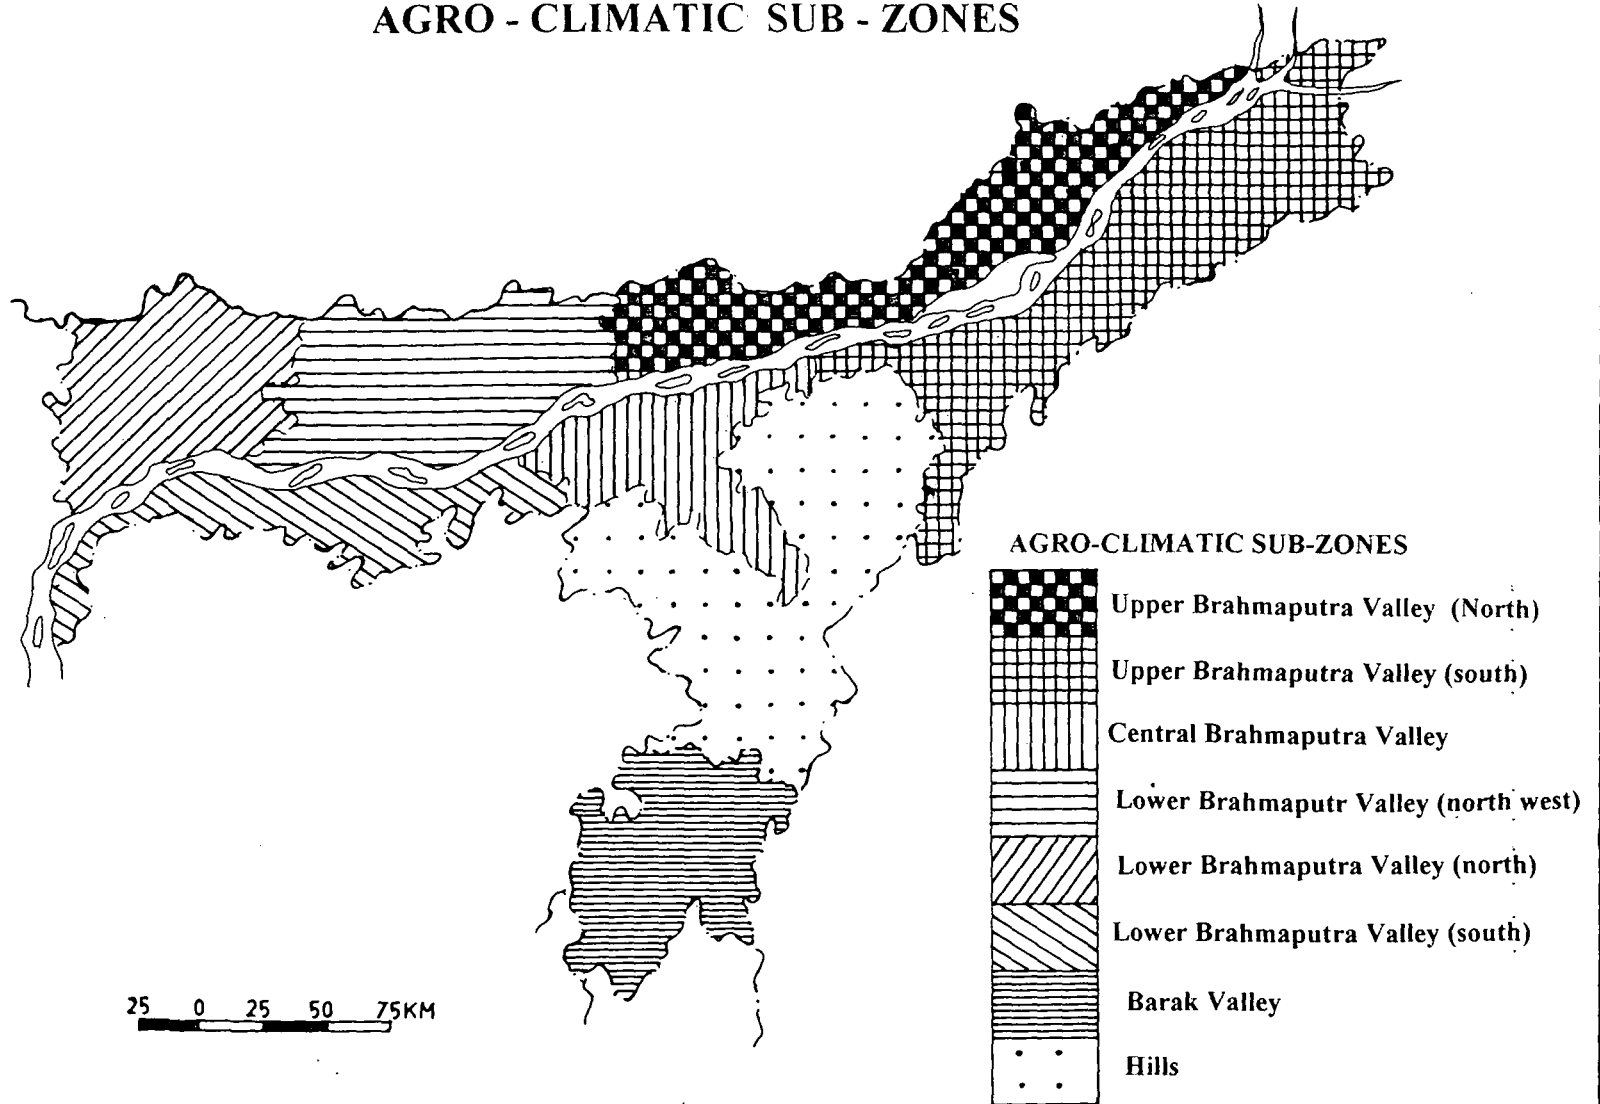 AGRO - CLIMATIC SUB - ZONES
AGRO-CLIMATIC SUB-ZONES
Upper Brahmaputra Valley (North)
Upper Brahmaputra Valley (south)
Central Brahmaputra Valley
Lower Brahmaputr Valley (north west)
Lower Brahmaputra Valley (north)
Lower Brahmaputra Valley (south)
Barak Valley
Hills
25 0 25 50 75KM